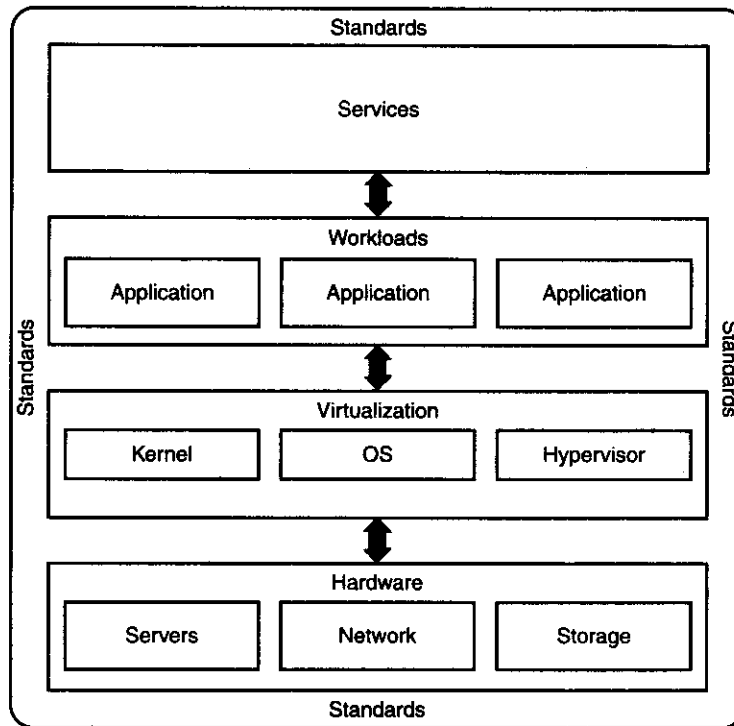 Standards
Services
Workloads
Application Application Application
Standards
Standards
Virtualization
Kernel OS Hypervisor
Hardware
Servers Network Storage
Standards